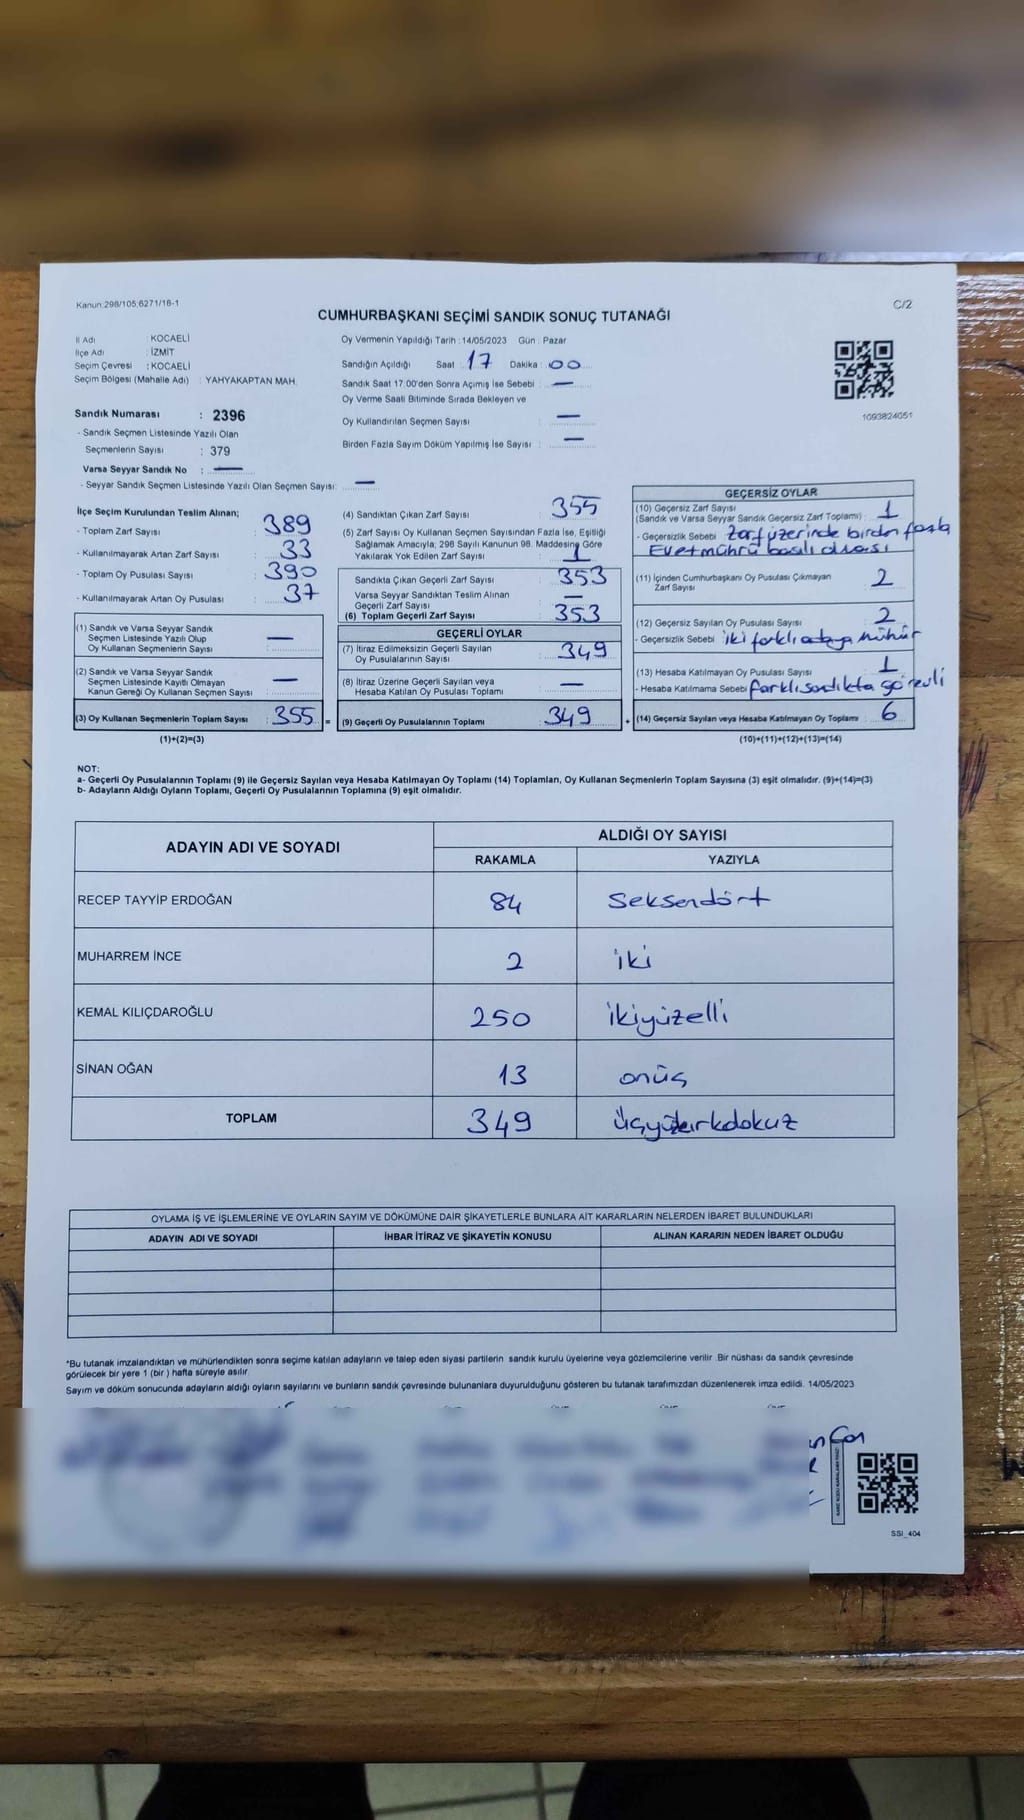 Kanun:298/105;6271/18-1
C/2
CUMHURBAŞKANI SEÇİMİ SANDIK SONUÇ TUTANAĞI
İl Adı : KOCAELİ
İlçe Adı : İZMİT
Seçim Çevresi : KOCAELİ
Seçim Bölgesi (Mahalle Adı) : YAHYAKAPTAN MAH.
Sandık Numarası : 2396
- Sandık Seçmen Listesinde Yazılı Olan
Seçmenlerin Sayısı : 379
Varsa Seyyar Sandık No : —
- Seyyar Sandık Seçmen Listesinde Yazılı Olan Seçmen Sayısı: —
Oy Vermenin Yapıldığı Tarih : 14/05/2023 Gün : Pazar
Sandığın Açıldığı Saat : 17 Dakika : 00
Sandık Saat 17.00'den Sonra Açımış İse Sebebi : —
Oy Verme Saati Bitiminde Sırada Bekleyen ve
Oy Kullandırılan Seçmen Sayısı : —
Birden Fazla Sayım Döküm Yapılmış İse Sayısı : —
1093824051
İlçe Seçim Kurulundan Teslim Alınan;
- Toplam Zarf Sayısı : 389
- Kullanılmayarak Artan Zarf Sayısı : 33
- Toplam Oy Pusulası Sayısı : 390
- Kullanılmayarak Artan Oy Pusulası : 37
(1) Sandık ve Varsa Seyyar Sandık
Seçmen Listesinde Yazılı Olup
Oy Kullanan Seçmenlerin Sayısı : —
(2) Sandık ve Varsa Seyyar Sandık
Seçmen Listesinde Kayıtlı Olmayan
Kanun Gereği Oy Kullanan Seçmen Sayısı : —
(3) Oy Kullanan Seçmenlerin Toplam Sayısı : 355 =
(1)+(2)=(3)
(4) Sandıktan Çıkan Zarf Sayısı : 355
(5) Zarf Sayısı Oy Kullanan Seçmen Sayısından Fazla İse, Eşitliği
Sağlamak Amacıyla, 298 Sayılı Kanunun 98. Maddesine Göre
Yakılarak Yok Edilen Zarf Sayısı : 1
Sandıkta Çıkan Geçerli Zarf Sayısı : 353
Varsa Seyyar Sandıktan Teslim Alınan
Geçerli Zarf Sayısı : —
(6) Toplam Geçerli Zarf Sayısı : 353
GEÇERLİ OYLAR
(7) İtiraz Edilmeksizin Geçerli Sayılan
Oy Pusulalarının Sayısı : 349
(8) İtiraz Üzerine Geçerli Sayılan veya
Hesaba Katılan Oy Pusulası Toplamı : —
(9) Geçerli Oy Pusulalarının Toplamı : 349 +
GEÇERSİZ OYLAR
(10) Geçersiz Zarf Sayısı
(Sandık ve Varsa Seyyar Sandık Geçersiz Zarf Toplamı) : 1
- Geçersizlik Sebebi : Zarf üzerinde birden fazla
Evet mührü basılı olması
(11) İçinden Cumhurbaşkanı Oy Pusulası Çıkmayan
Zarf Sayısı : 2
(12) Geçersiz Sayılan Oy Pusulası Sayısı : 2
- Geçersizlik Sebebi : iki farklı adaya mühür
(13) Hesaba Katılmayan Oy Pusulası Sayısı : 1
- Hesaba Katılmama Sebebi : farklı sandıkta görevli
(14) Geçersiz Sayılan veya Hesaba Katılmayan Oy Toplamı : 6
(10)+(11)+(12)+(13)=(14)
NOT:
a- Geçerli Oy Pusulalarının Toplamı (9) ile Geçersiz Sayılan veya Hesaba Katılmayan Oy Toplamı (14) Toplamları, Oy Kullanan Seçmenlerin Toplam Sayısına (3) eşit olmalıdır. (9)+(14)=(3)
b- Adayların Aldığı Oyların Toplamı, Geçerli Oy Pusulalarının Toplamına (9) eşit olmalıdır.
ADAYIN ADI VE SOYADI
ALDIĞI OY SAYISI
RAKAMLA YAZIYLA
RECEP TAYYİP ERDOĞAN 84 Seksendört
MUHARREM İNCE 2 iki
KEMAL KILIÇDAROĞLU 250 ikiyüzelli
SİNAN OĞAN 13 onüç
TOPLAM 349
OYLAMA İŞ VE İŞLEMLERİNE VE OYLARIN SAYIM VE DÖKÜMÜNE DAİR ŞİKAYETLERLE BUNLARA AİT KARARLARIN NELERDEN İBARET BULUNDUKLARI
ADAYIN ADI VE SOYADI İHBAR İTİRAZ VE ŞİKAYETİN KONUSU ALINAN KARARIN NEDEN İBARET OLDUĞU
*Bu tutanak imzalandıktan ve mühürlendikten sonra seçime katılan adayların ve talep eden siyasi partilerin sandık kurulu üyelerine veya gözlemcilerine verilir .Bir nüshası da sandık çevresinde
görülecek bir yere 1 (bir ) hafta süreyle asılır.
Sayım ve döküm sonucunda adayların aldığı oyların sayılarını ve bunların sandık çevresinde bulunanlara duyurulduğunu gösteren bu tutanak tarafımızdan düzenlenerek imza edildi. 14/05/2023
SSI_404